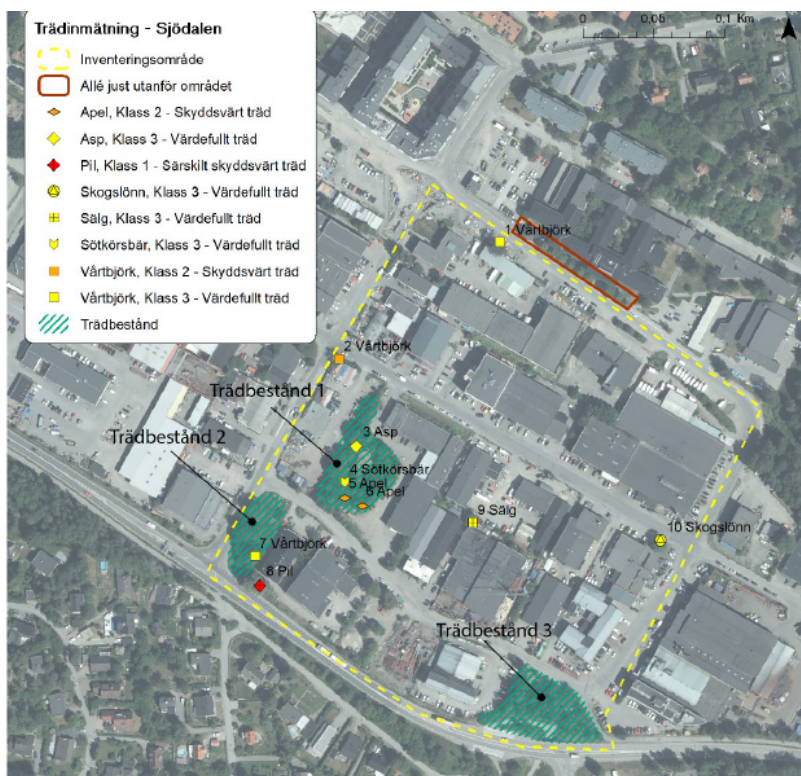 Trädinmätning - Sjödalen
Inventeringsområde
Allé just utanför området
Apel, Klass 2 - Skyddsvärt träd
Asp, Klass 3 - Värdefullt träd
Pil, Klass 1 - Särskilt skyddsvärt träd
Skogslönn, Klass 3 - Värdefullt träd
Sälg, Klass 3 - Värdefullt träd
Sötkörsbär, Klass 3 - Värdefullt träd
Vårtbjörk, Klass 2 - Skyddsvärt träd
Vårtbjörk, Klass 3 - Värdefullt träd
Trädbestånd
0 0,05 0,1 Km
1 Vårtbjörk
2 Vårtbjörk
Trädbestånd 1
Trädbestånd 2
3 Asp
4 Sötkörsbär
5 Apel
6 Apel
9 Sälg
10 Skogslönn
7 Vårtbjörk
8 Pil
Trädbestånd 3